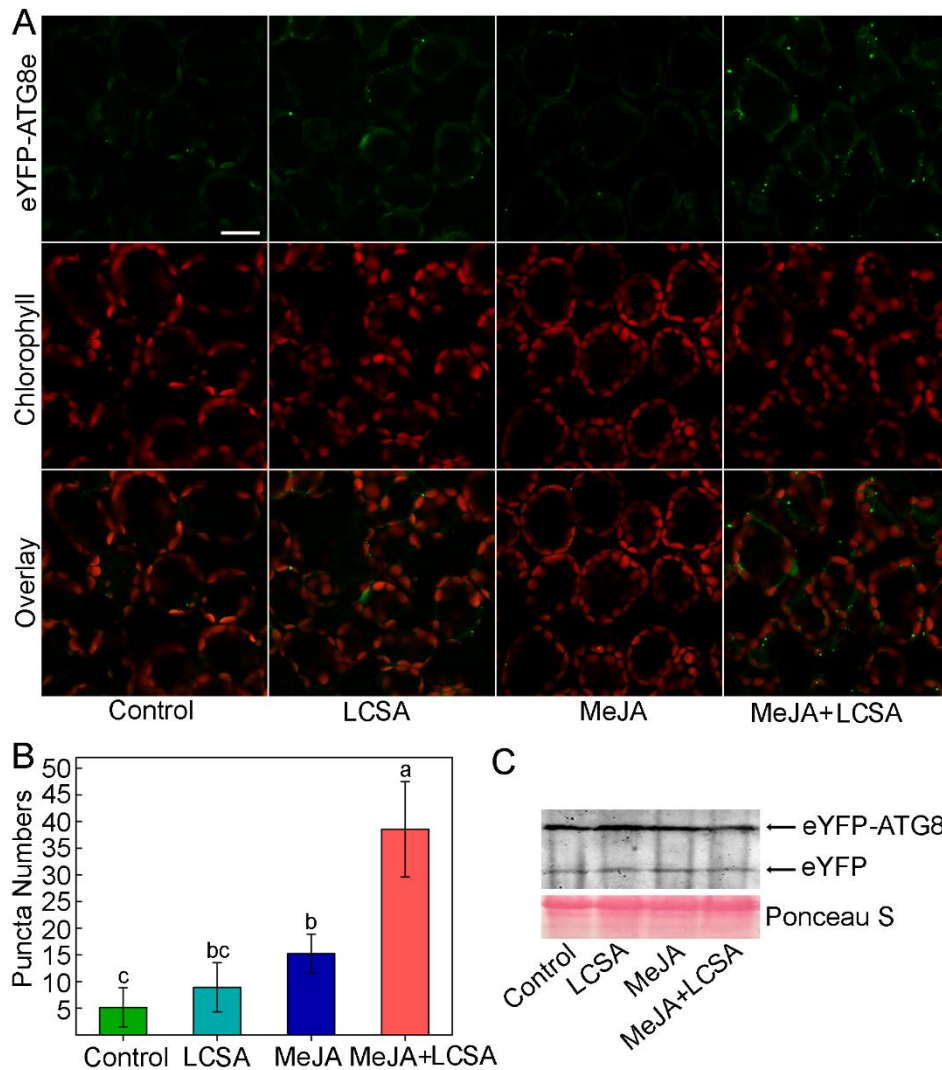 A
eYFP-ATG8e
Chlorophyll
Overlay
Control LCSA MeJA MeJA+LCSA
B
Puncta Numbers
50
45
40
35
30
25
20
15
10
5
c bc b a
Control LCSA MeJA MeJA+LCSA
C
eYFP-ATG8
eYFP
Ponceau S
Control LCSA MeJA MeJA+LCSA